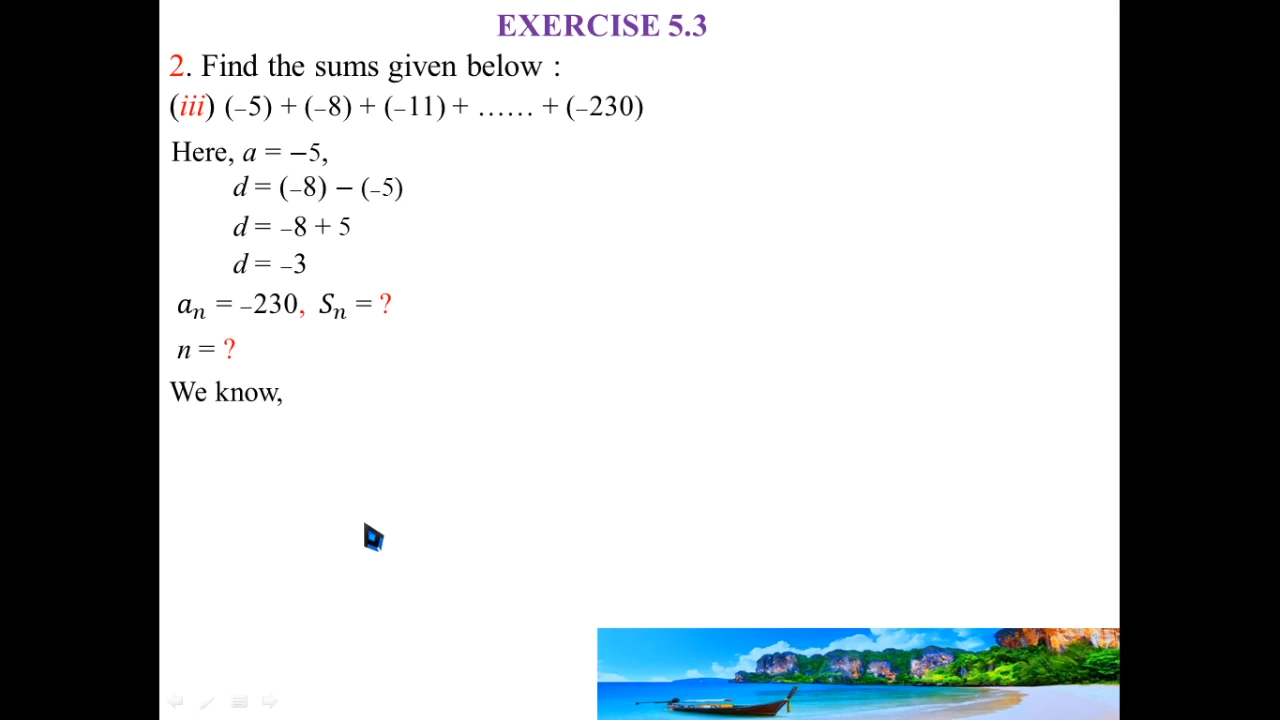 EXERCISE 5.3
2. Find the sums given below :
(iii) (–5) + (–8) + (–11) + …… + (–230)
Here, a = −5,
d = (–8) − (–5)
d = –8 + 5
d = –3
aₙ = –230, Sₙ = ?
n = ?
We know,